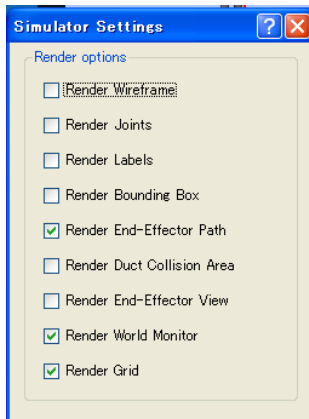 Simulator Settings
Render options
Render Wireframe
Render Joints
Render Labels
Render Bounding Box
Render End-Effector Path
Render Duct Collision Area
Render End-Effector View
Render World Monitor
Render Grid